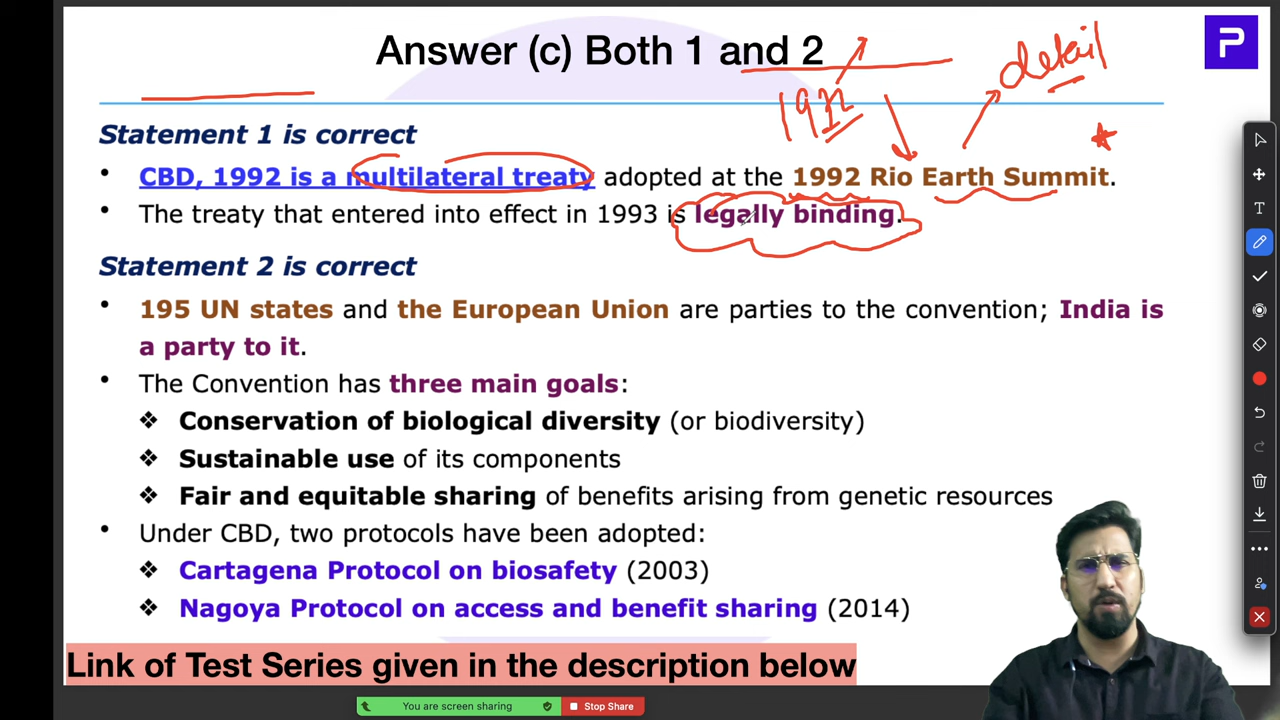 Answer (c) Both 1 and 2
detail
Statement 1 is correct
• CBD, 1992 is a multilateral treaty adopted at the 1992 Rio Earth Summit.
• The treaty that entered into effect in 1993 is legally binding.
Statement 2 is correct
• 195 UN states and the European Union are parties to the convention; India is
a party to it.
• The Convention has three main goals:
❖ Conservation of biological diversity (or biodiversity)
❖ Sustainable use of its components
❖ Fair and equitable sharing of benefits arising from genetic resources
• Under CBD, two protocols have been adopted:
❖ Cartagena Protocol on biosafety (2003)
❖ Nagoya Protocol on access and benefit sharing (2014)
Link of Test Series given in the description below
You are screen sharing
Stop Share